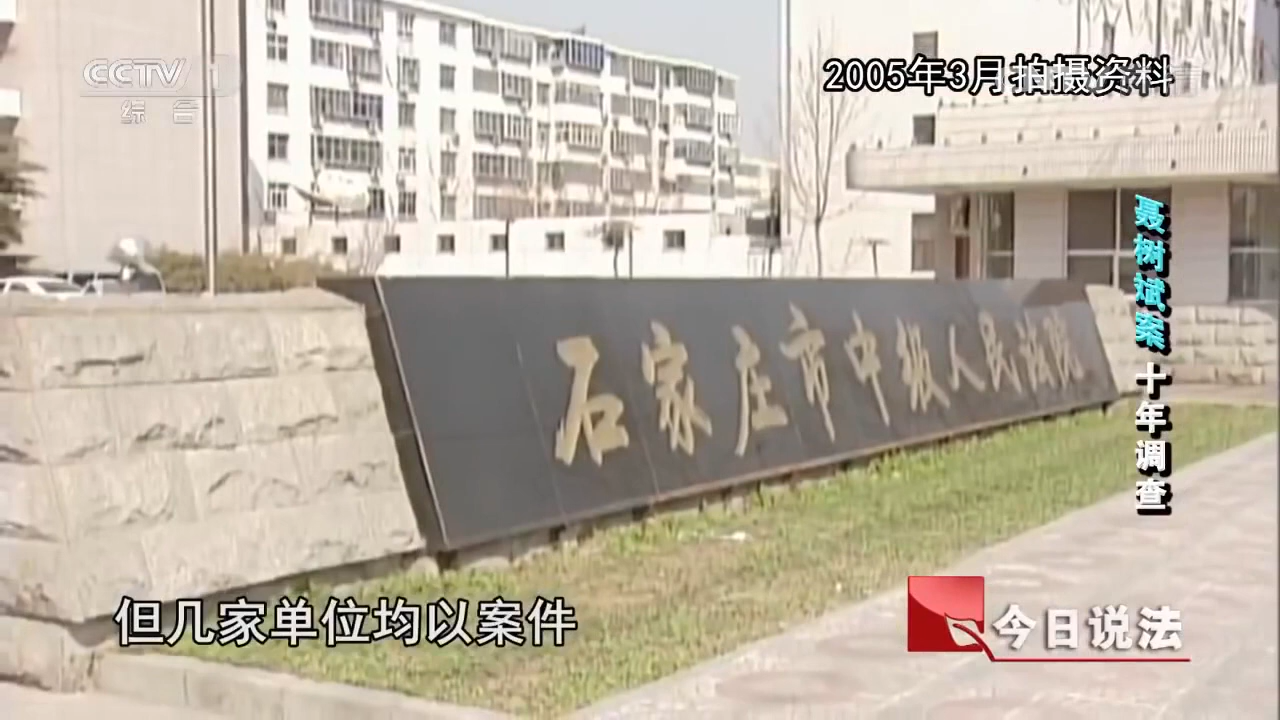 CCTV 1
综合
2005年3月拍摄资料
聂树斌案 十年调查
石家庄市中级人民法院
但几家单位均以案件
今日说法